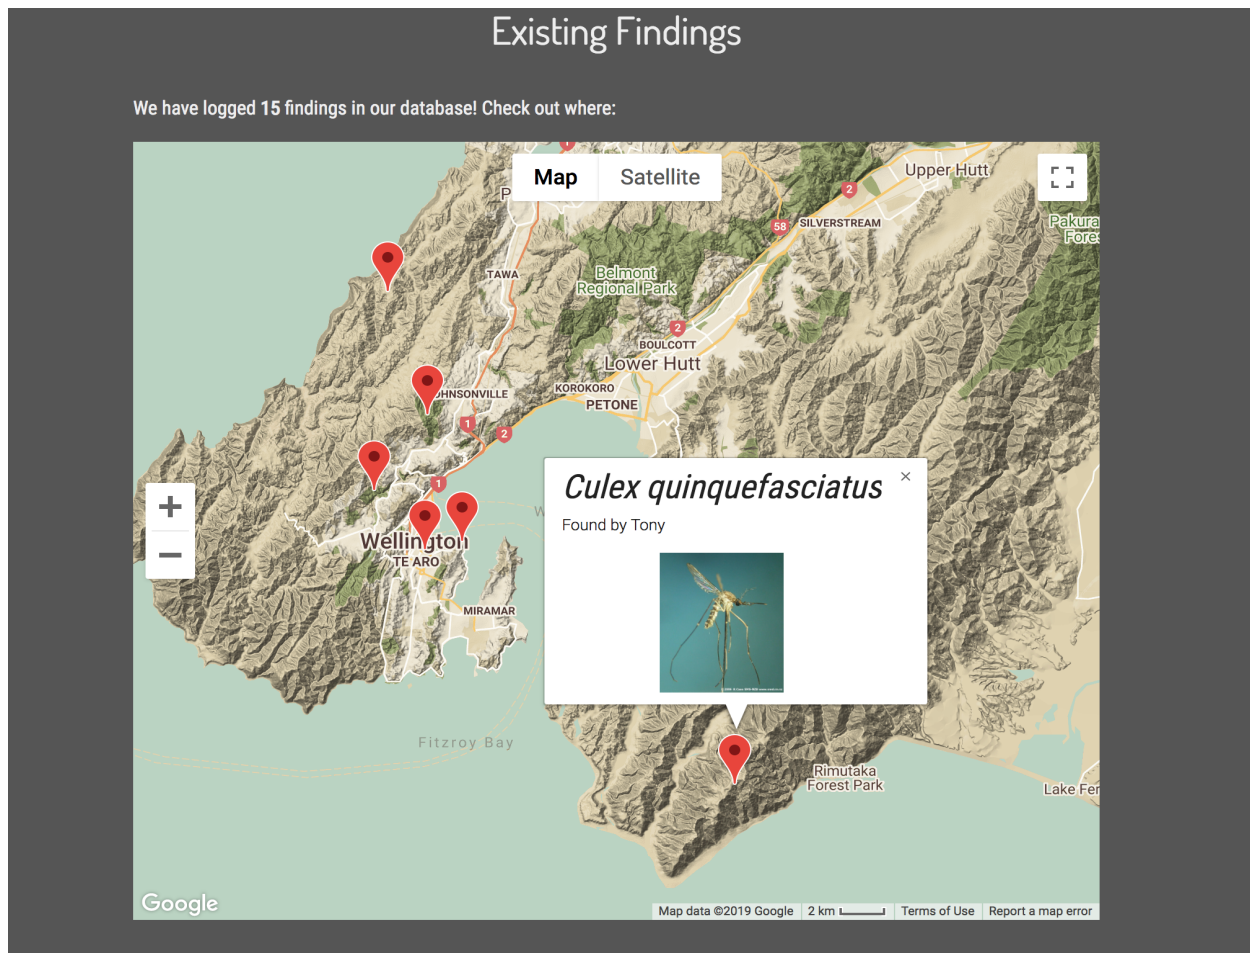 Existing Findings
We have logged 15 findings in our database! Check out where:
Map
Satellite
Upper Hutt
2
58
SILVERSTREAM
TAWA
Belmont
Regional Park
2
BOULCOTT
Lower Hutt
OHNSONVILLE
KOROKORO
PETONE
1
2
1
Culex quinquefasciatus
×
Found by Tony
+
−
Wellington
TE ARO
MIRAMAR
Fitzroy Bay
Rimutaka
Forest Park
Lake Fer
Google
Map data ©2019 Google
2 km
Terms of Use
Report a map error